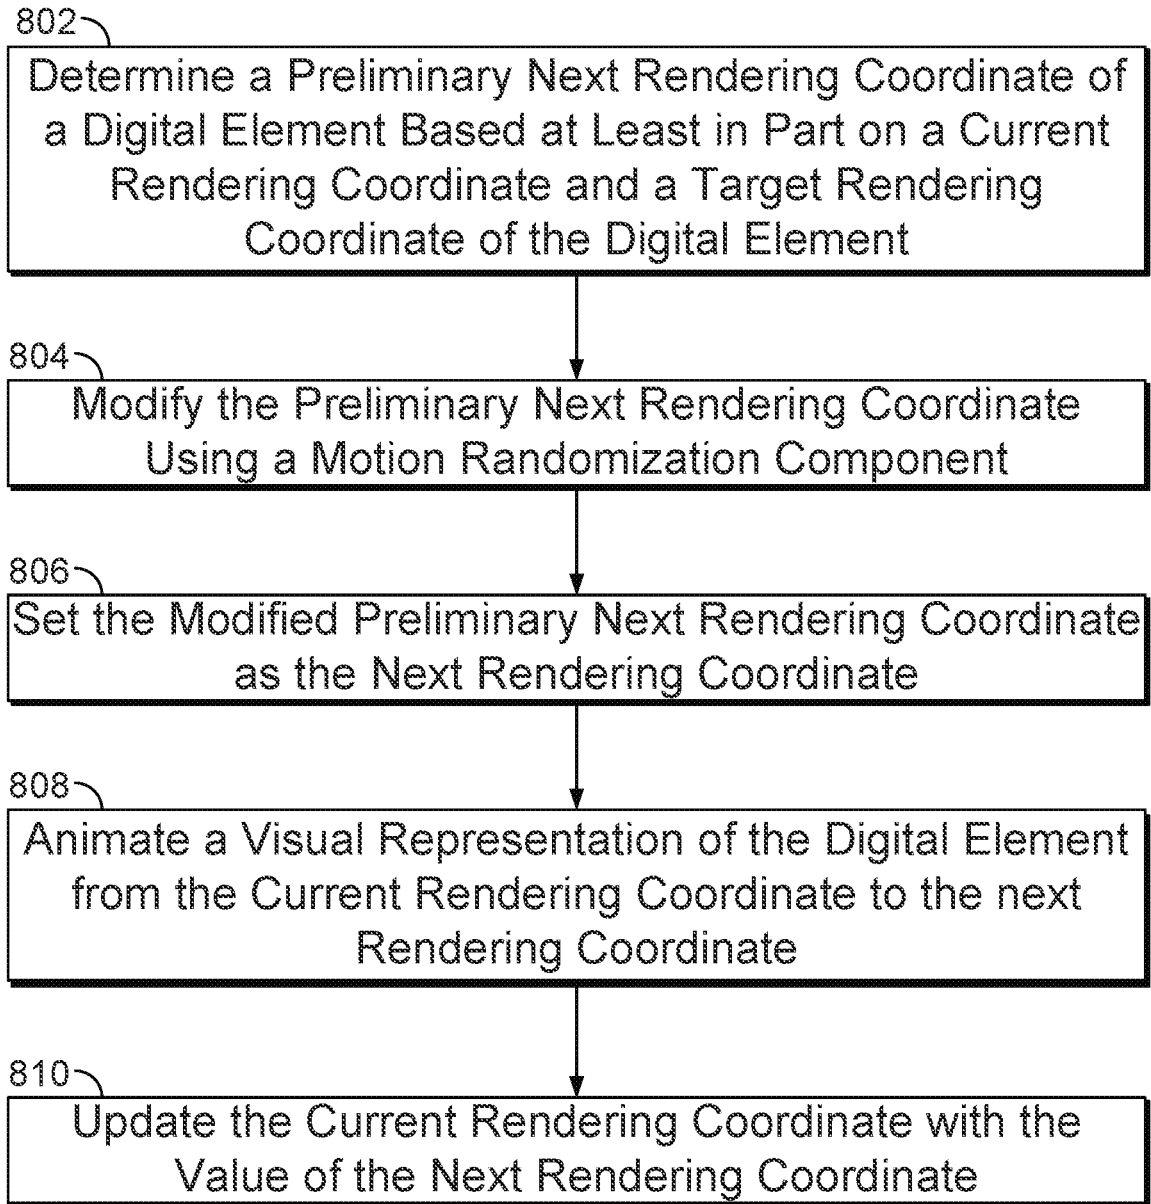 802
Determine a Preliminary Next Rendering Coordinate of
a Digital Element Based at Least in Part on a Current
Rendering Coordinate and a Target Rendering
Coordinate of the Digital Element
804
Modify the Preliminary Next Rendering Coordinate
Using a Motion Randomization Component
806
Set the Modified Preliminary Next Rendering Coordinate
as the Next Rendering Coordinate
808
Animate a Visual Representation of the Digital Element
from the Current Rendering Coordinate to the next
Rendering Coordinate
810
Update the Current Rendering Coordinate with the
Value of the Next Rendering Coordinate